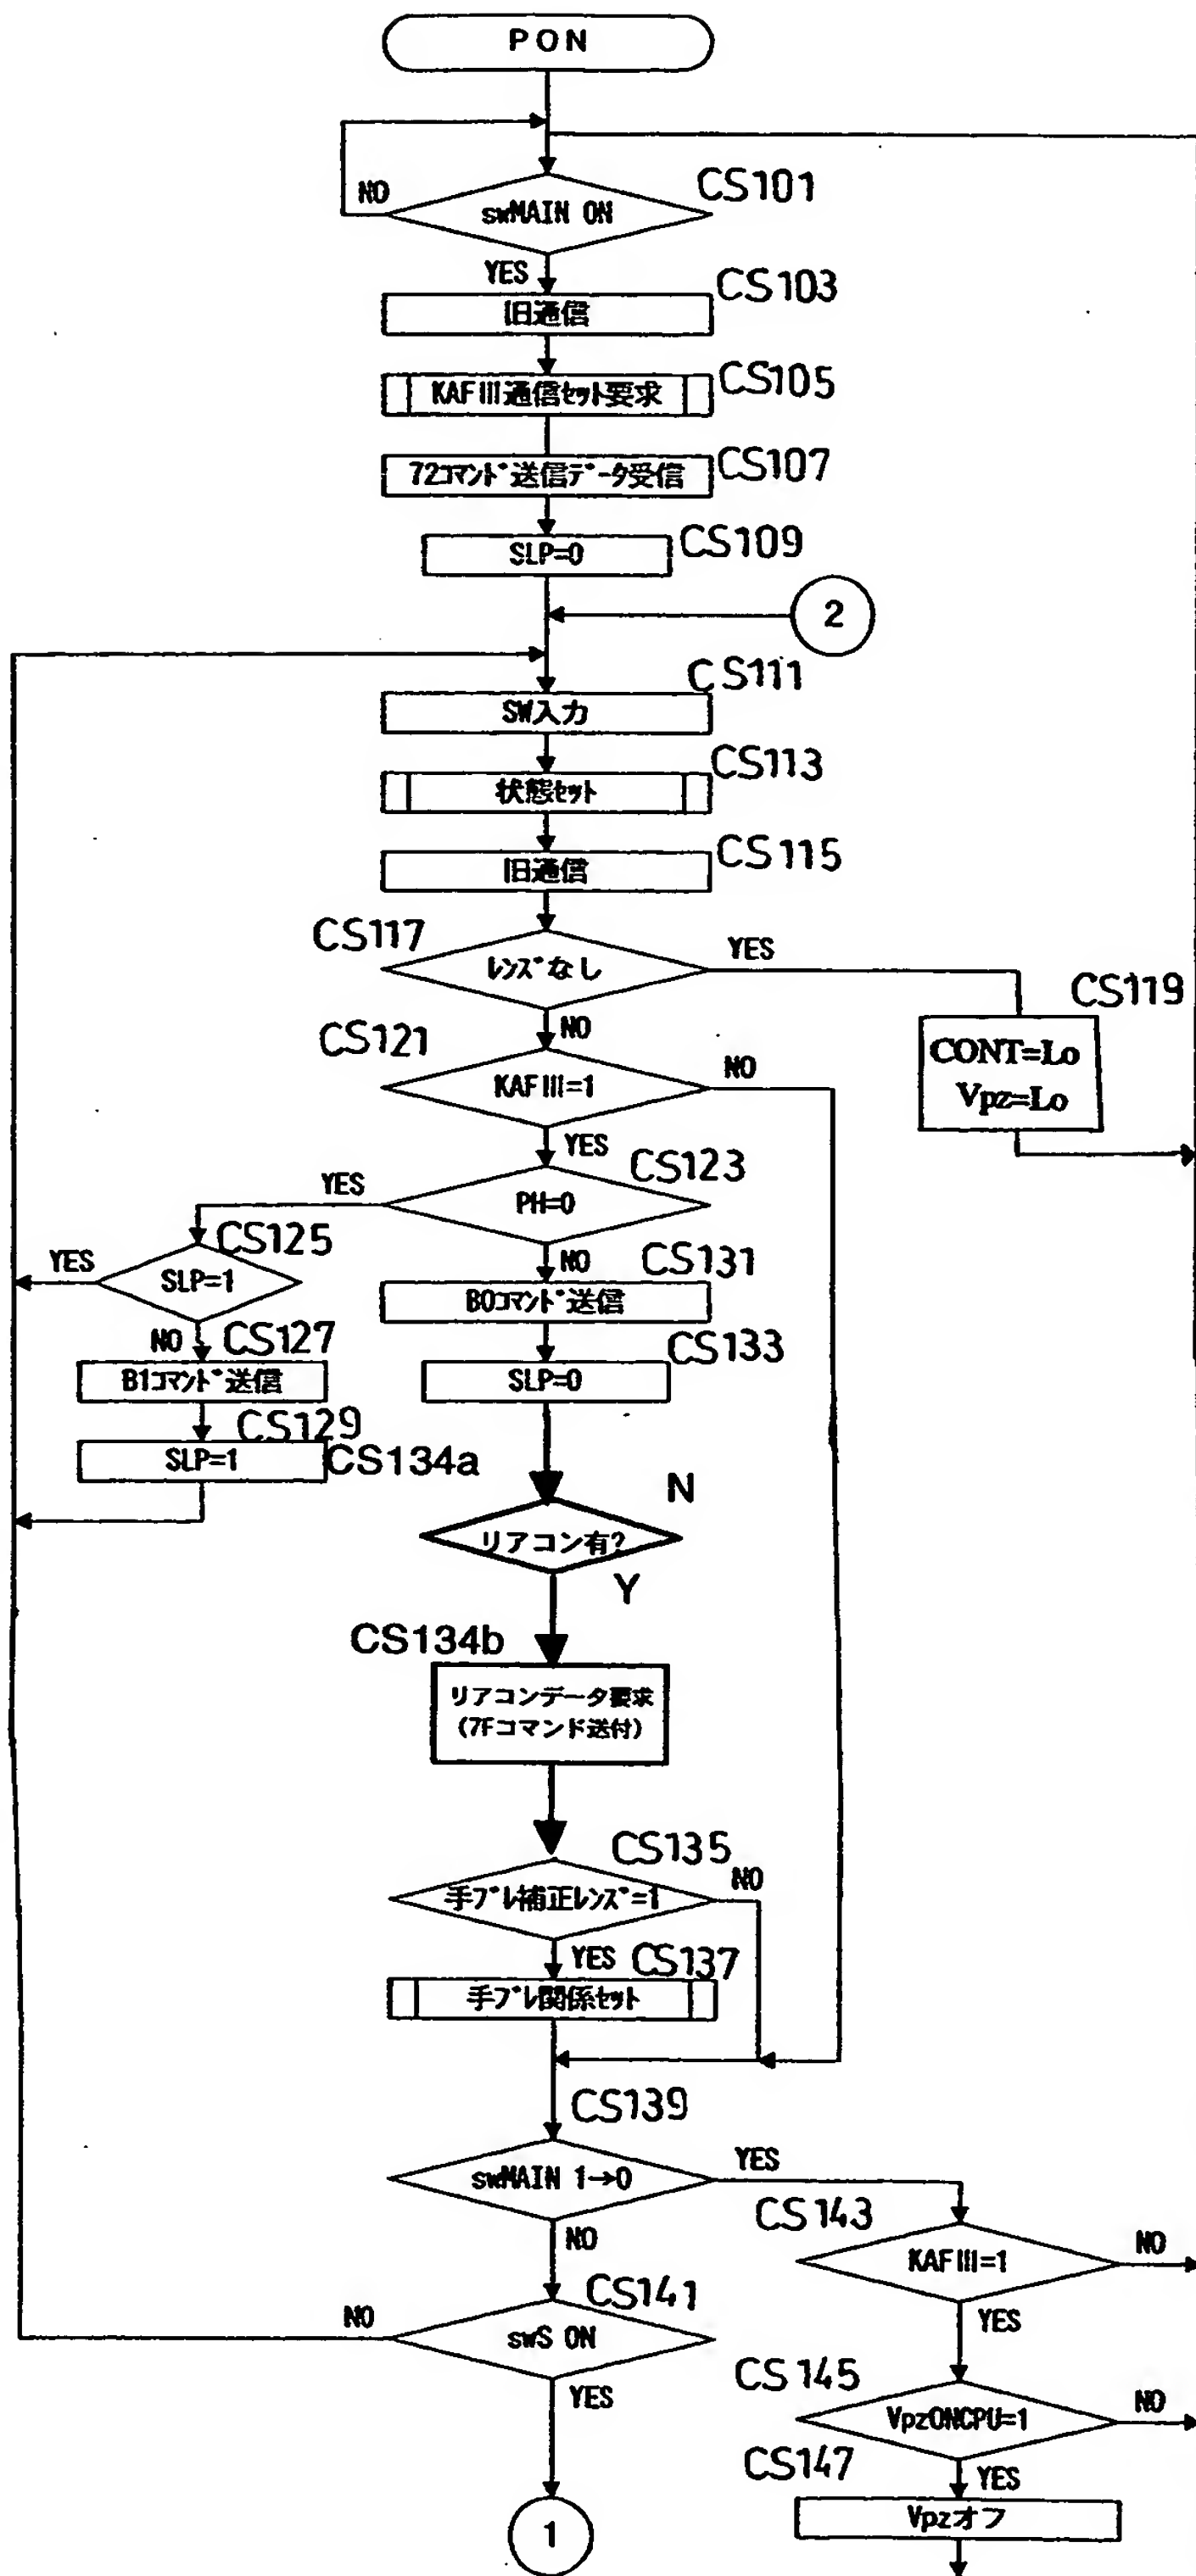 PON
CS101
NO
swMAIN ON
YES
CS103
旧通信
CS105
KAFIII通信セット要求
CS107
72コマンド送信データ受信
CS109
SLP=0
2
CS111
SW入力
CS113
状態セット
CS115
旧通信
CS117
レンズなし
YES
CS119
CONT=Lo
Vpz=Lo
NO
CS121
KAFIII=1
NO
YES
CS123
YES
PH=0
CS125
YES
SLP=1
NO
CS131
B0コマンド送信
NO
CS127
B1コマンド送信
CS133
SLP=0
CS129
SLP=1
CS134a
N
リアコン有?
Y
CS134b
リアコンデータ要求
(7Fコマンド送付)
CS135
手ブレ補正レンズ=1
NO
YES
CS137
手ブレ関係セット
CS139
swMAIN 1→0
YES
CS143
NO
KAFIII=1
NO
CS141
NO
swS ON
YES
YES
CS145
VpzONCPU=1
NO
CS147
YES
Vpzオフ
1